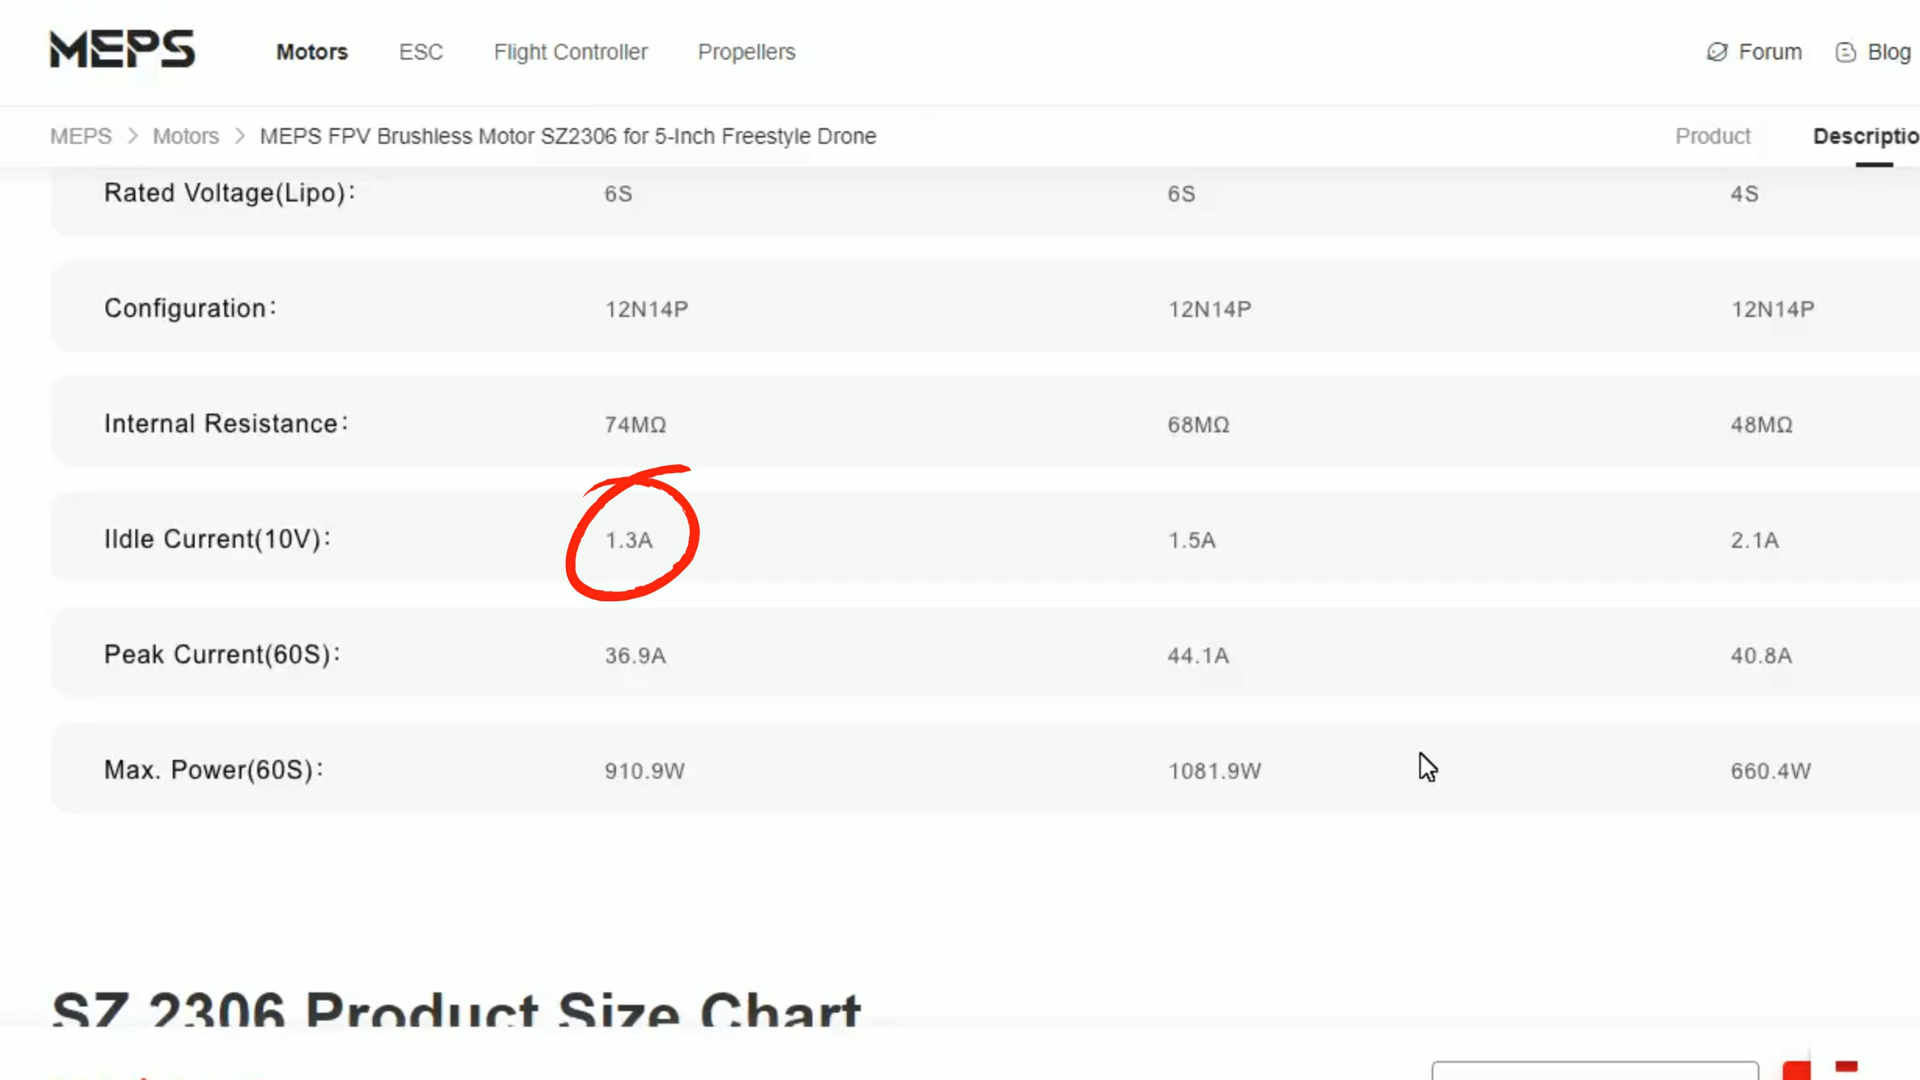 MEPS Motors ESC Flight Controller Propellers Forum Blog
MEPS > Motors > MEPS FPV Brushless Motor SZ2306 for 5-Inch Freestyle Drone Product Descriptio
Rated Voltage(Lipo): 6S 6S 4S
Configuration: 12N14P 12N14P 12N14P
Internal Resistance: 74MΩ 68MΩ 48MΩ
IIdle Current(10V): 1.3A 1.5A 2.1A
Peak Current(60S): 36.9A 44.1A 40.8A
Max. Power(60S): 910.9W 1081.9W 660.4W
SZ 2306 Product Size Chart